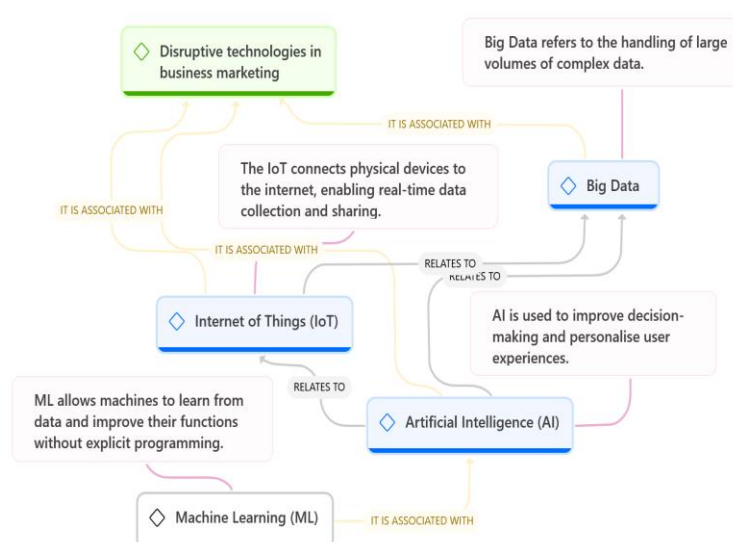 Disruptive technologies in
business marketing
Big Data refers to the handling of large
volumes of complex data.
IT IS ASSOCIATED WITH
The IoT connects physical devices to
the internet, enabling real-time data
collection and sharing.
Big Data
IT IS ASSOCIATED WITH
IT IS ASSOCIATED WITH
RELATES TO
RELATES TO
Internet of Things (IoT)
AI is used to improve decision-
making and personalise user
experiences.
RELATES TO
ML allows machines to learn from
data and improve their functions
without explicit programming.
Artificial Intelligence (AI)
Machine Learning (ML)
IT IS ASSOCIATED WITH